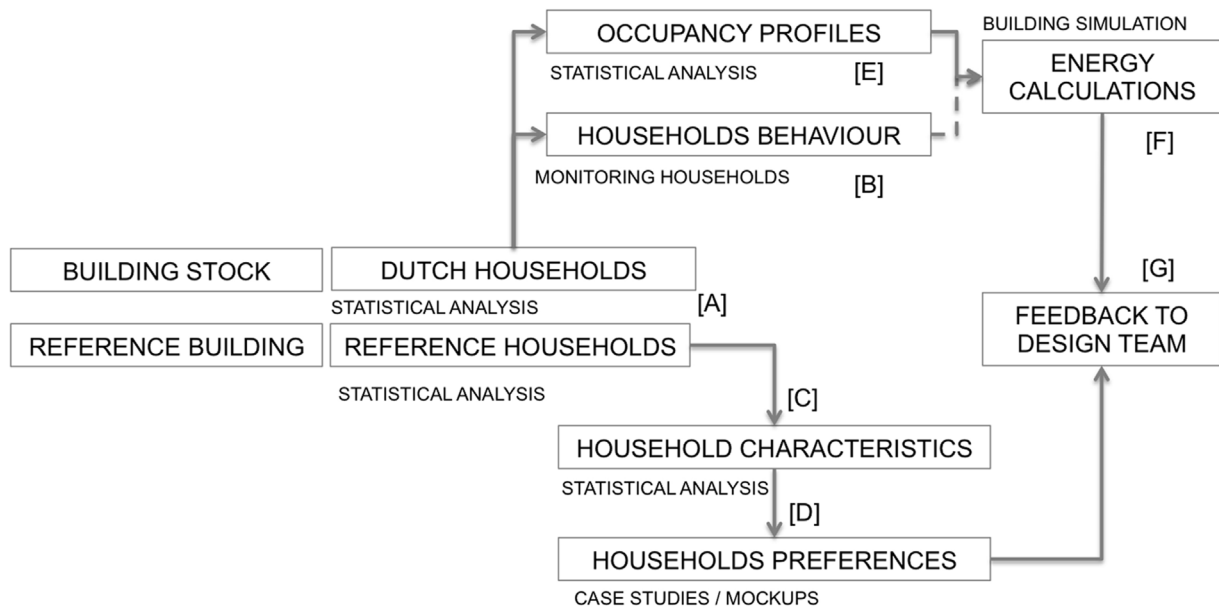 OCCUPANCY PROFILES
STATISTICAL ANALYSIS
[E]
BUILDING SIMULATION
ENERGY
CALCULATIONS
[F]
HOUSEHOLDS BEHAVIOUR
MONITORING HOUSEHOLDS
[B]
BUILDING STOCK
DUTCH HOUSEHOLDS
STATISTICAL ANALYSIS
[A]
REFERENCE BUILDING
REFERENCE HOUSEHOLDS
STATISTICAL ANALYSIS
[G]
FEEDBACK TO
DESIGN TEAM
[C]
HOUSEHOLD CHARACTERISTICS
STATISTICAL ANALYSIS
[D]
HOUSEHOLDS PREFERENCES
CASE STUDIES / MOCKUPS